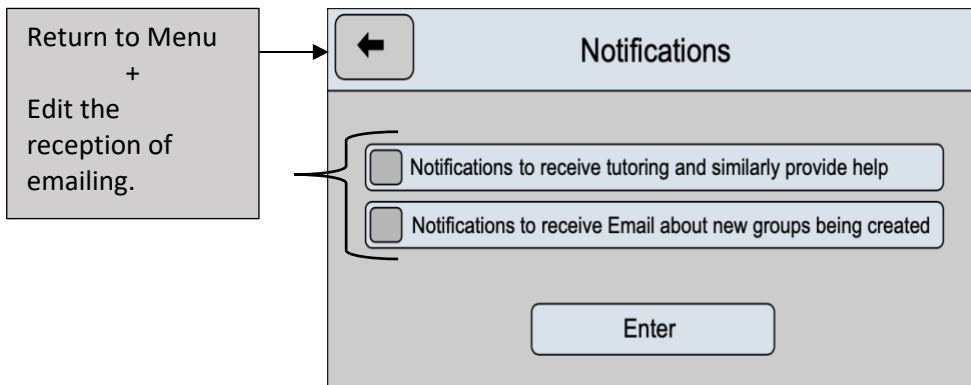 Return to Menu
+
Edit the
reception of
emailing.
Notifications
Notifications to receive tutoring and similarly provide help
Notifications to receive Email about new groups being created
Enter